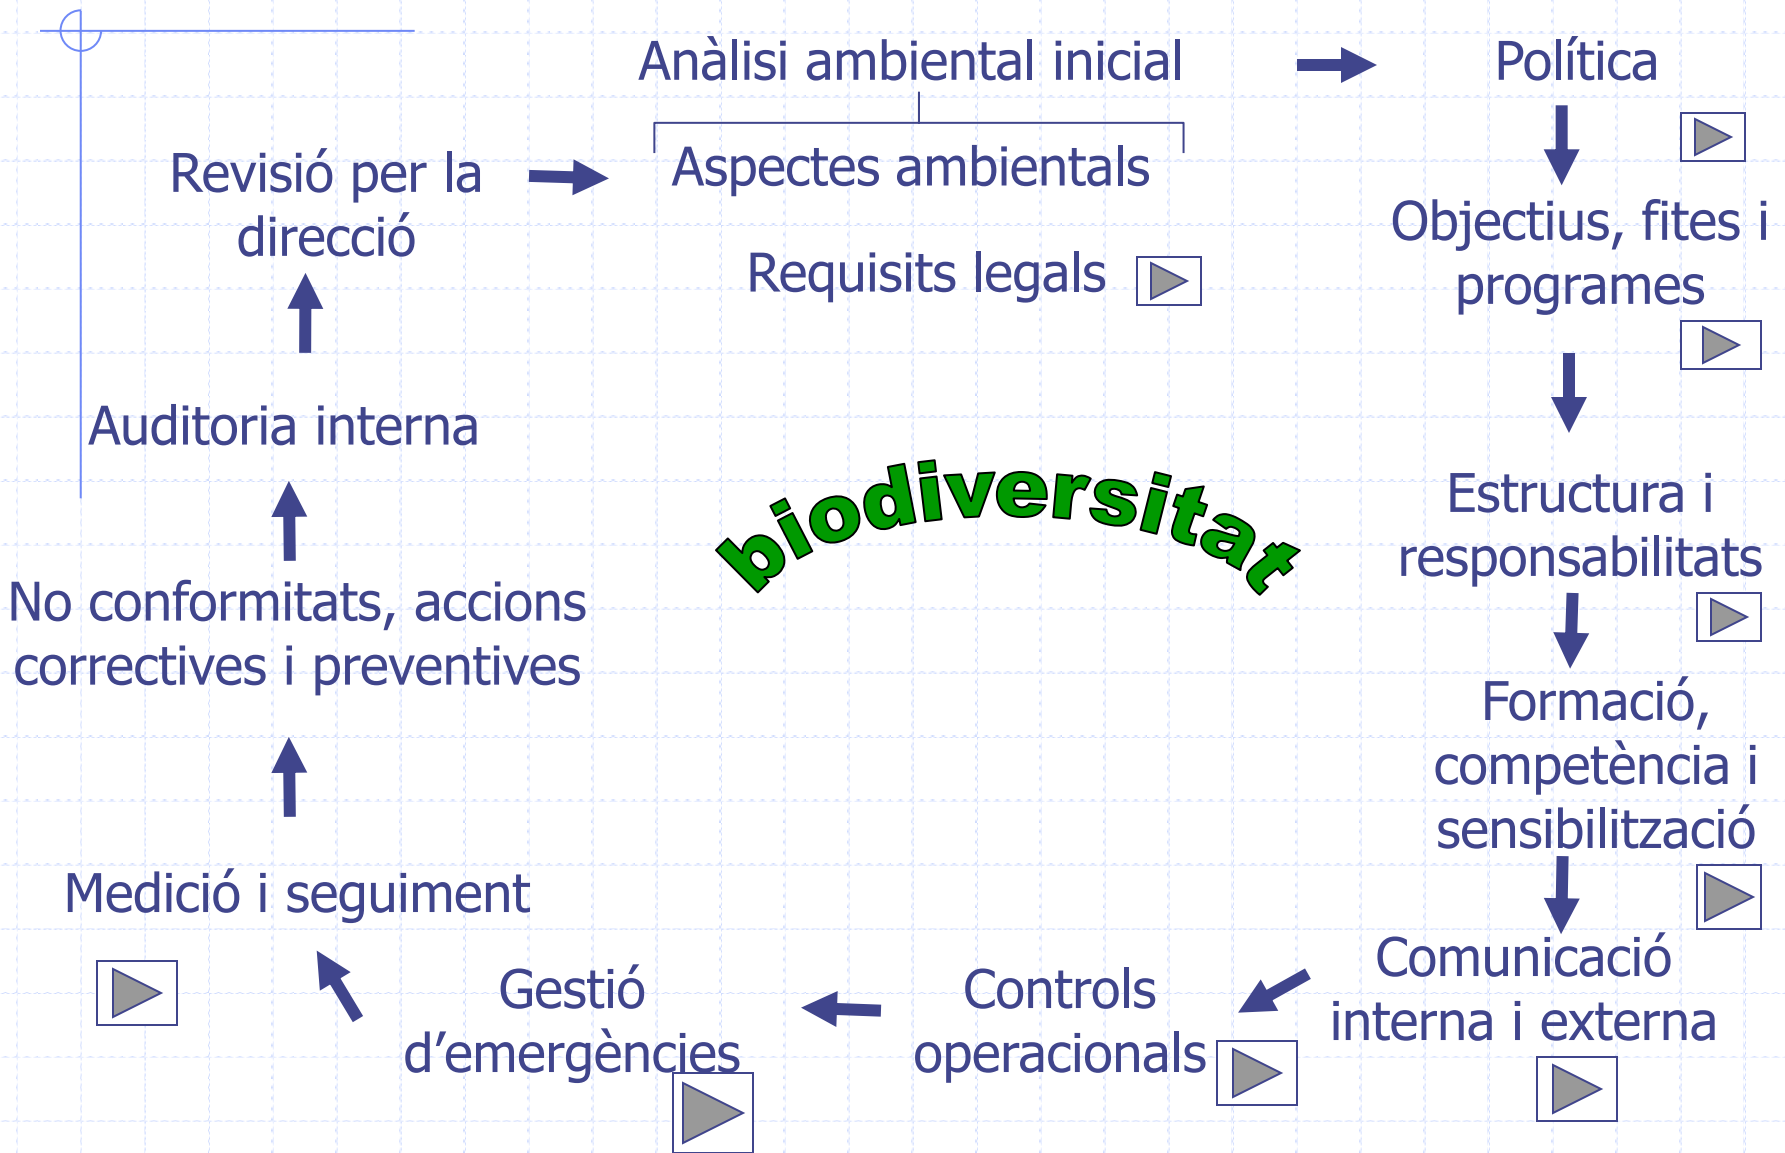 Anàlisi ambiental inicial
Política
Aspectes ambientals
Requisits legals
Objectius, fites i
programes
Estructura i
responsabilitats
Formació,
competència i
sensibilització
Comunicació
interna i externa
Controls
operacionals
Gestió
d’emergències
Medició i seguiment
No conformitats, accions
correctives i preventives
Auditoria interna
Revisió per la
direcció
biodiversitat